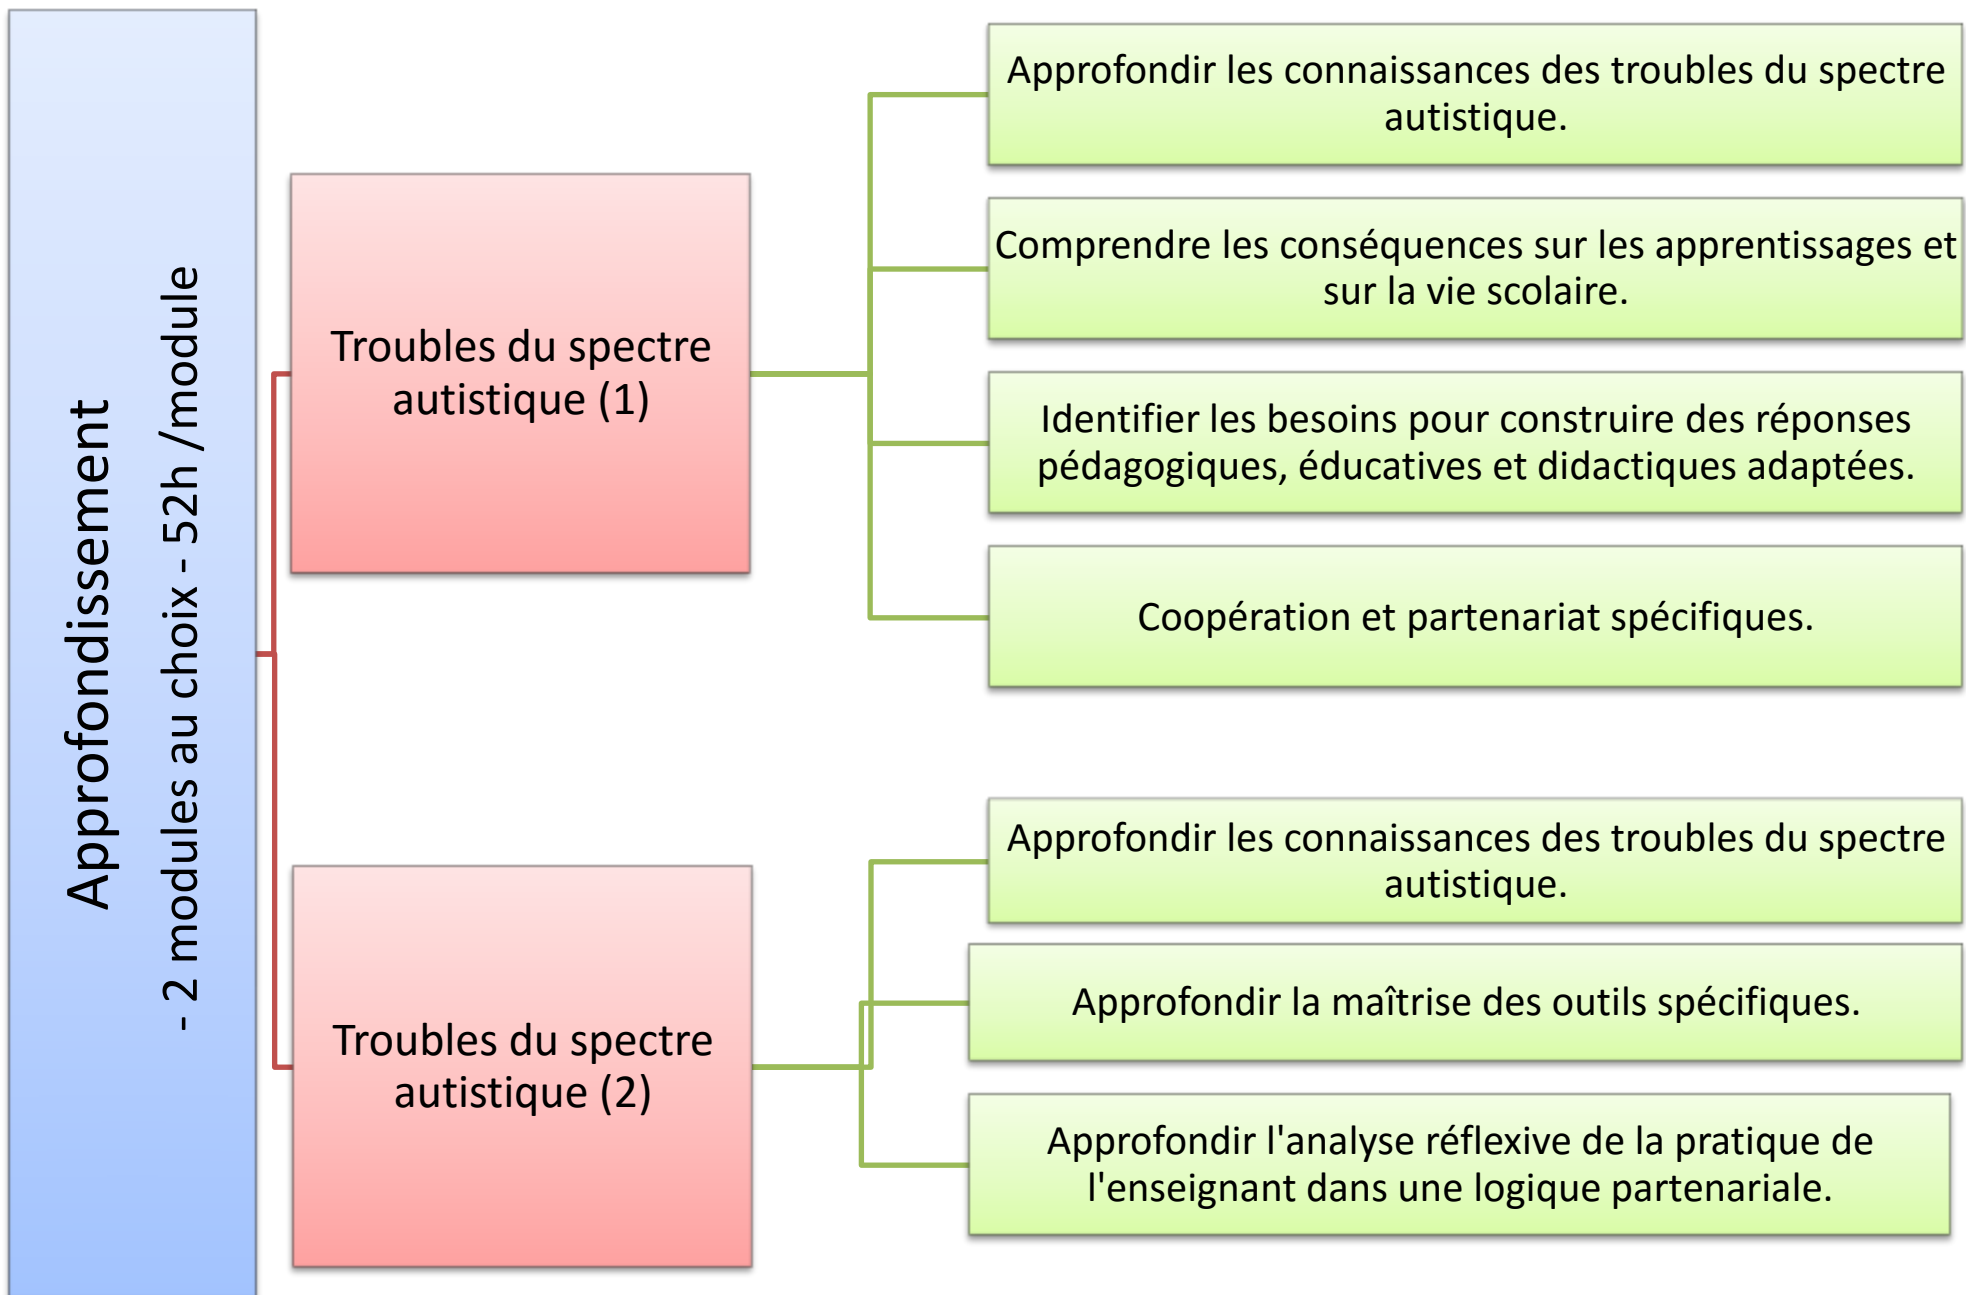 Approfondissement
- 2 modules au choix - 52h /module
Troubles du spectre
autistique (1)
Approfondir les connaissances des troubles du spectre
autistique.
Comprendre les conséquences sur les apprentissages et
sur la vie scolaire.
Identifier les besoins pour construire des réponses
pédagogiques, éducatives et didactiques adaptées.
Coopération et partenariat spécifiques.
Troubles du spectre
autistique (2)
Approfondir les connaissances des troubles du spectre
autistique.
Approfondir la maîtrise des outils spécifiques.
Approfondir l'analyse réflexive de la pratique de
l'enseignant dans une logique partenariale.